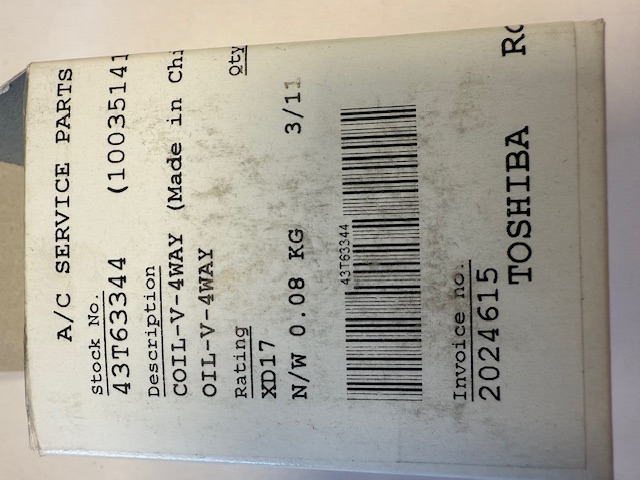 A/C SERVICE PARTS
Stock No.
43T63344 (10035141
Description
COIL-V-4WAY (Made in Chi
OIL-V-4WAY
Rating Qty
XD17
N/W 0.08 KG 3/11
43T63344
Invoice no.
2024615
TOSHIBA